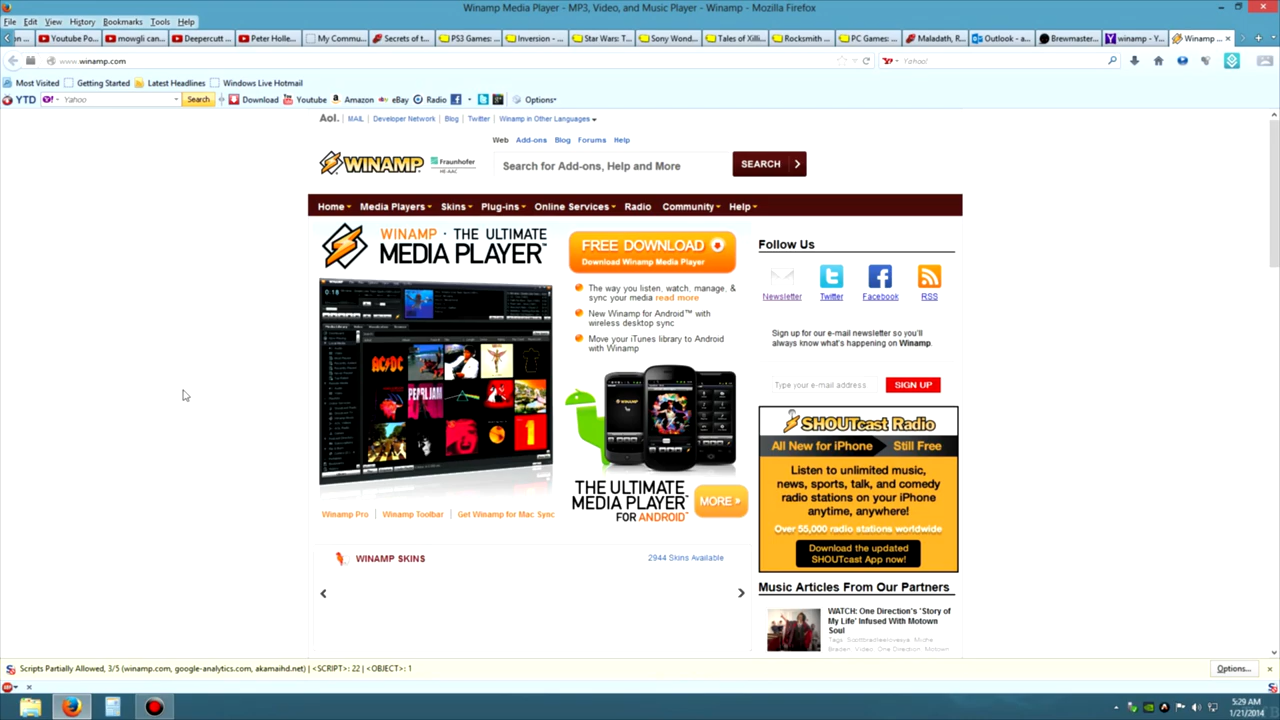 Winamp Media Player - MP3, Video, and Music Player - Winamp - Mozilla Firefox
File Edit View History Bookmarks Tools Help
on ... Youtube Po... mowgli can... Deepercutt ... Peter Holle... My Commu... Secrets of t... PS3 Games: ... Inversion - ... Star Wars: T... Sony Wond... Tales of Xilli... Rocksmith ... PC Games: ... Maladath, R... Outlook - a... Brewmaster... winamp - Y... Winamp ...
www.winamp.com
Yahoo!
Most Visited Getting Started Latest Headlines Windows Live Hotmail
YTD Yahoo Search Download Youtube Amazon eBay Radio Options
Aol. MAIL Developer Network Blog Twitter Winamp in Other Languages
Web Add-ons Blog Forums Help
WINAMP Fraunhofer
HE-AAC
Search for Add-ons, Help and More SEARCH
Home Media Players Skins Plug-ins Online Services Radio Community Help
WINAMP · THE ULTIMATE
MEDIA PLAYER™
FREE DOWNLOAD
Download Winamp Media Player
The way you listen, watch, manage, &
sync your media read more
New Winamp for Android™ with
wireless desktop sync
Move your iTunes library to Android
with Winamp
THE ULTIMATE
MEDIA PLAYER™
FOR ANDROID™
MORE »
Winamp Pro | Winamp Toolbar | Get Winamp for Mac Sync
WINAMP SKINS 2944 Skins Available
Follow Us
Newsletter Twitter Facebook RSS
Sign up for our e-mail newsletter so you'll
always know what's happening on Winamp.
Type your e-mail address SIGN UP
SHOUTcast Radio
All New for iPhone Still Free
Listen to unlimited music,
news, sports, talk, and comedy
radio stations on your iPhone
anytime, anywhere!
Over 55,000 radio stations worldwide
Download the updated
SHOUTcast App now!
Music Articles From Our Partners
WATCH: One Direction's 'Story of
My Life' Infused With Motown
Soul
Scripts Partially Allowed, 3/5 (winamp.com, google-analytics.com, akamaihd.net) | <SCRIPT>: 22 | <OBJECT>: 1
Options...
5:29 AM
1/21/2014